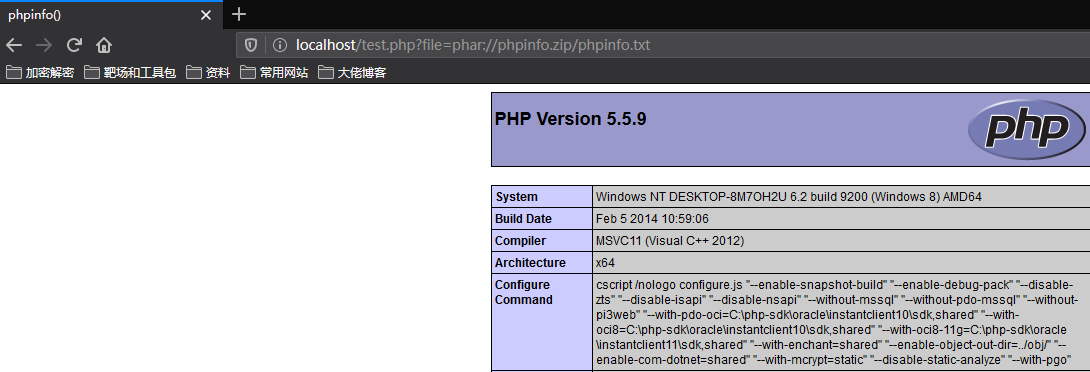 phpinfo()
localhost/test.php?file=phar://phpinfo.zip/phpinfo.txt
加密解密 靶场和工具包 资料 常用网站 大佬博客
PHP Version 5.5.9
php
System Windows NT DESKTOP-8M7OH2U 6.2 build 9200 (Windows 8) AMD64
Build Date Feb 5 2014 10:59:06
Compiler MSVC11 (Visual C++ 2012)
Architecture x64
Configure Command cscript /nologo configure.js "--enable-snapshot-build" "--enable-debug-pack" "--disable-
zts" "--disable-isapi" "--disable-nsapi" "--without-mssql" "--without-pdo-mssql" "--without-
pi3web" "--with-pdo-oci=C:\php-sdk\oracle\instantclient10\sdk,shared" "--with-
oci8=C:\php-sdk\oracle\instantclient10\sdk,shared" "--with-oci8-11g=C:\php-sdk\oracle
\instantclient11\sdk,shared" "--with-enchant=shared" "--enable-object-out-dir=../obj/" "--
enable-com-dotnet=shared" "--with-mcrypt=static" "--disable-static-analyze" "--with-pgo"